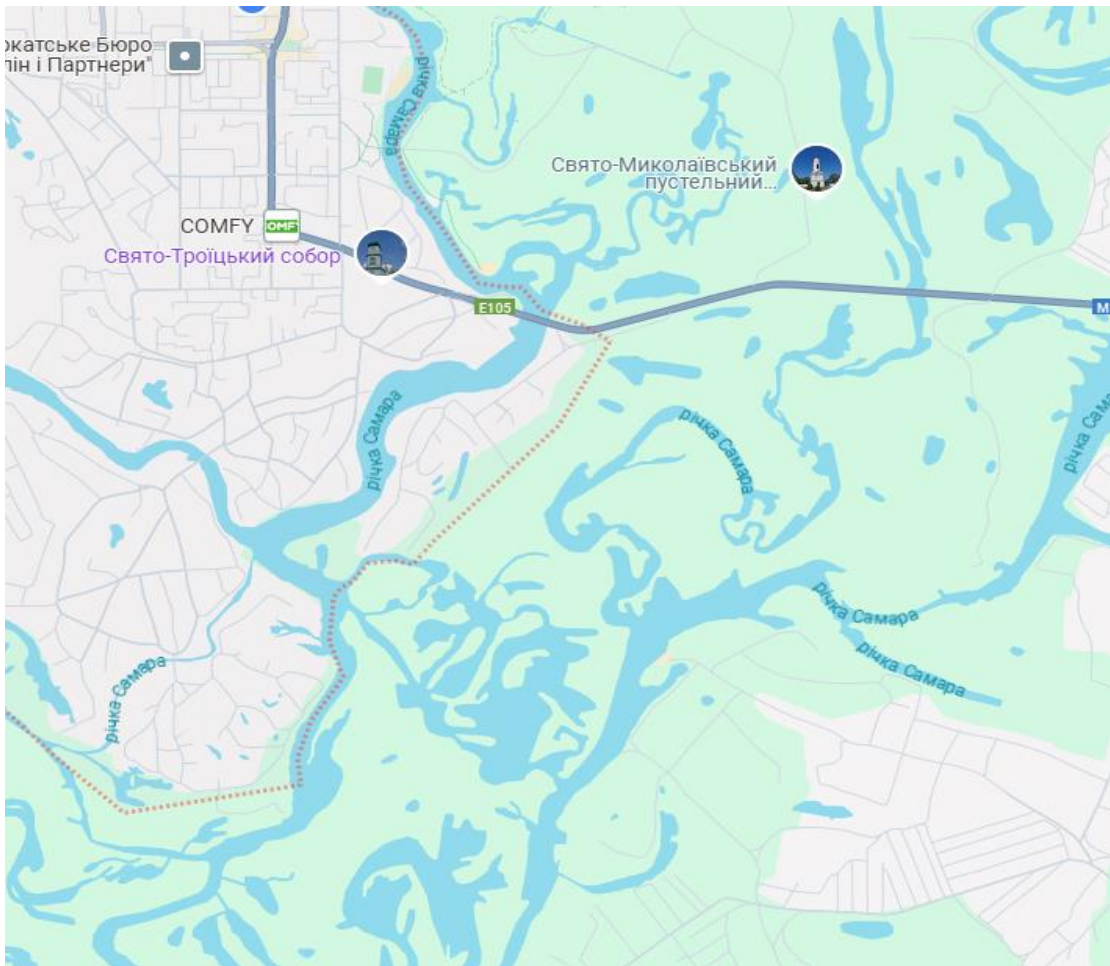 окатське Бюро
лін і Партнери"
річка Самара
річка Самара
Свято-Миколаївський
пустельний...
COMFY
OMFY
Свято-Троїцький собор
E105
M
річка Самара
річка Самара
річка Самара
річка Самара
річка Самара
річка Самара